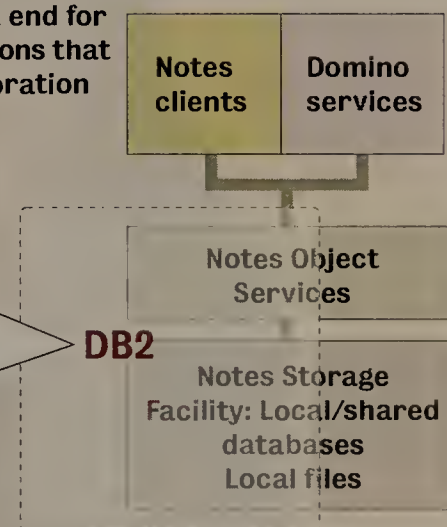 end for
ons that
oration
Notes
clients
Domino
services
Notes Object
Services
DB2
Notes Storage
Facility: Local/shared
databases
Local files